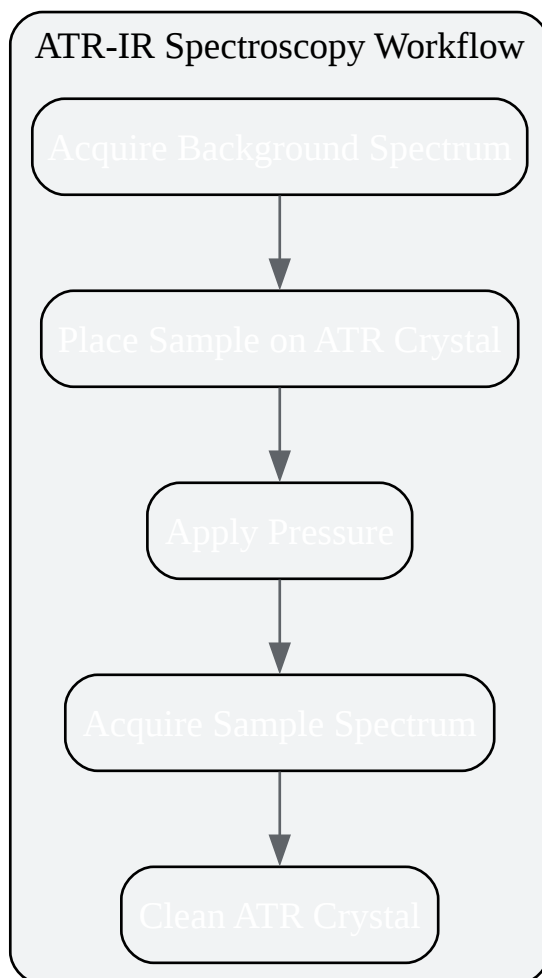 ATR-IR Spectroscopy Workflow
Acquire Background Spectrum
Place Sample on ATR Crystal
Apply Pressure
Acquire Sample Spectrum
Clean ATR Crystal